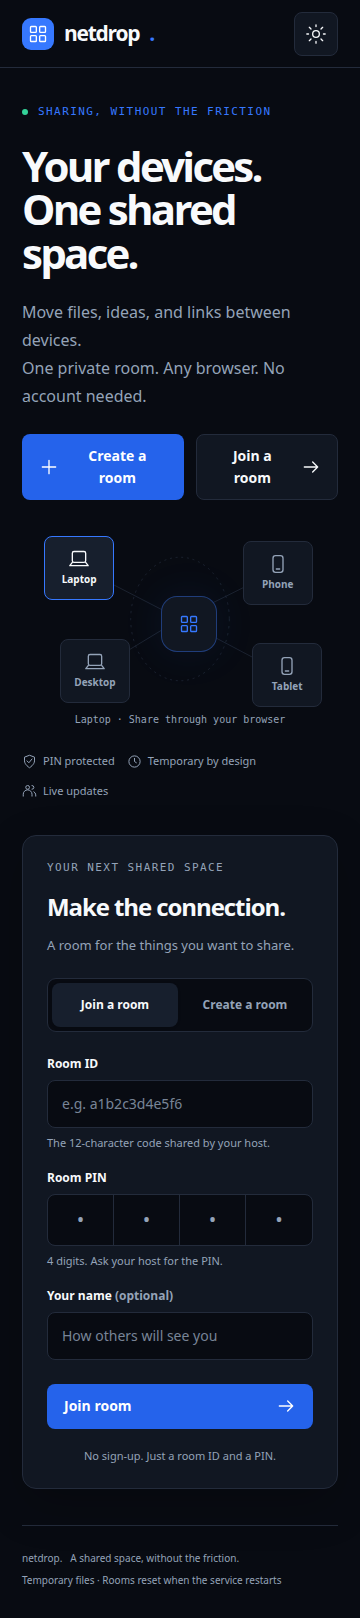 netdrop .
SHARING, WITHOUT THE FRICTION
Your devices.
One shared
space.
Move files, ideas, and links between
devices.
One private room. Any browser. No
account needed.
Create a
room
Join a
room
Laptop
Phone
Desktop
Tablet
Laptop · Share through your browser
PIN protected
Temporary by design
Live updates
YOUR NEXT SHARED SPACE
Make the connection.
A room for the things you want to share.
Join a room
Create a room
Room ID
e.g. a1b2c3d4e5f6
The 12-character code shared by your host.
Room PIN
• • • •
4 digits. Ask your host for the PIN.
Your name (optional)
How others will see you
Join room
No sign-up. Just a room ID and a PIN.
netdrop. A shared space, without the friction.
Temporary files · Rooms reset when the service restarts